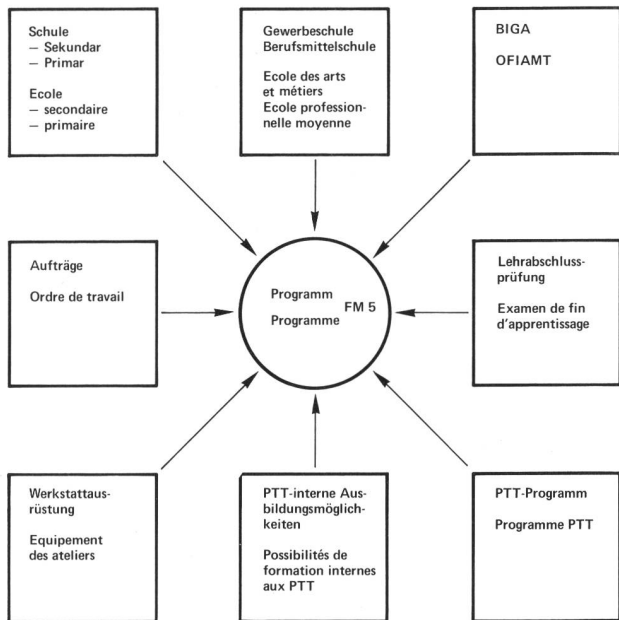 Schule
– Sekundar
– Primar
Ecole
– secondaire
– primaire
Gewerbeschule
Berufsmittelschule
Ecole des arts
et métiers
Ecole profession-
nelle moyenne
BIGA
OFIAMT
Aufträge
Ordre de travail
Programm
Programme
FM 5
Lehrabschluss-
prüfung
Examen de fin
d'apprentissage
Werkstattaus-
rüstung
Equipement
des ateliers
PTT-interne Aus-
bildungsmöglich-
keiten
Possibilités de
formation internes
aux PTT
PTT-Programm
Programme PTT